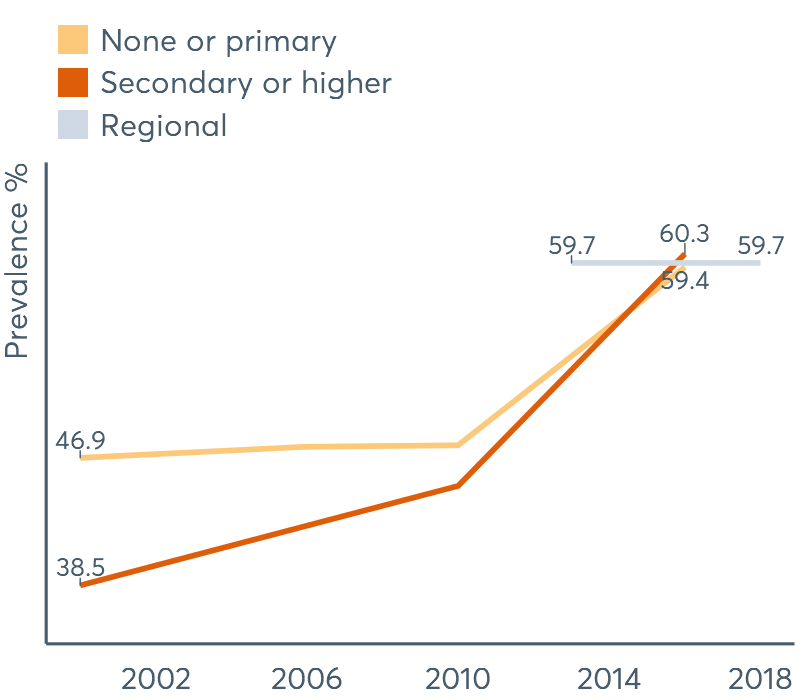 None or primary
Secondary or higher
Regional
Prevalence %
59.7
60.3
59.7
59.4
46.9
38.5
2002
2006
2010
2014
2018